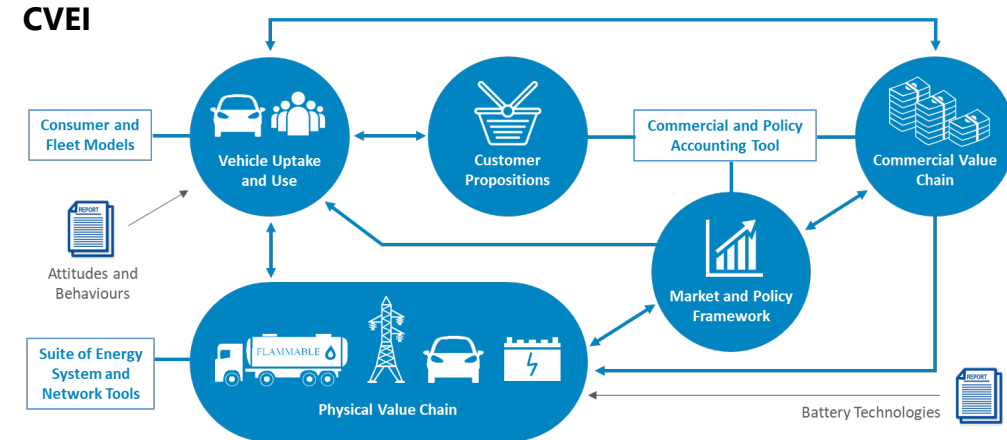 CVEI
Consumer and
Fleet Models
Vehicle Uptake
and Use
Customer
Propositions
Commercial and Policy
Accounting Tool
Commercial Value
Chain
REPORT
Attitudes and
Behaviours
Market and Policy
Framework
Suite of Energy
System and
Network Tools
FLAMMABLE
Physical Value Chain
Battery Technologies
REPORT